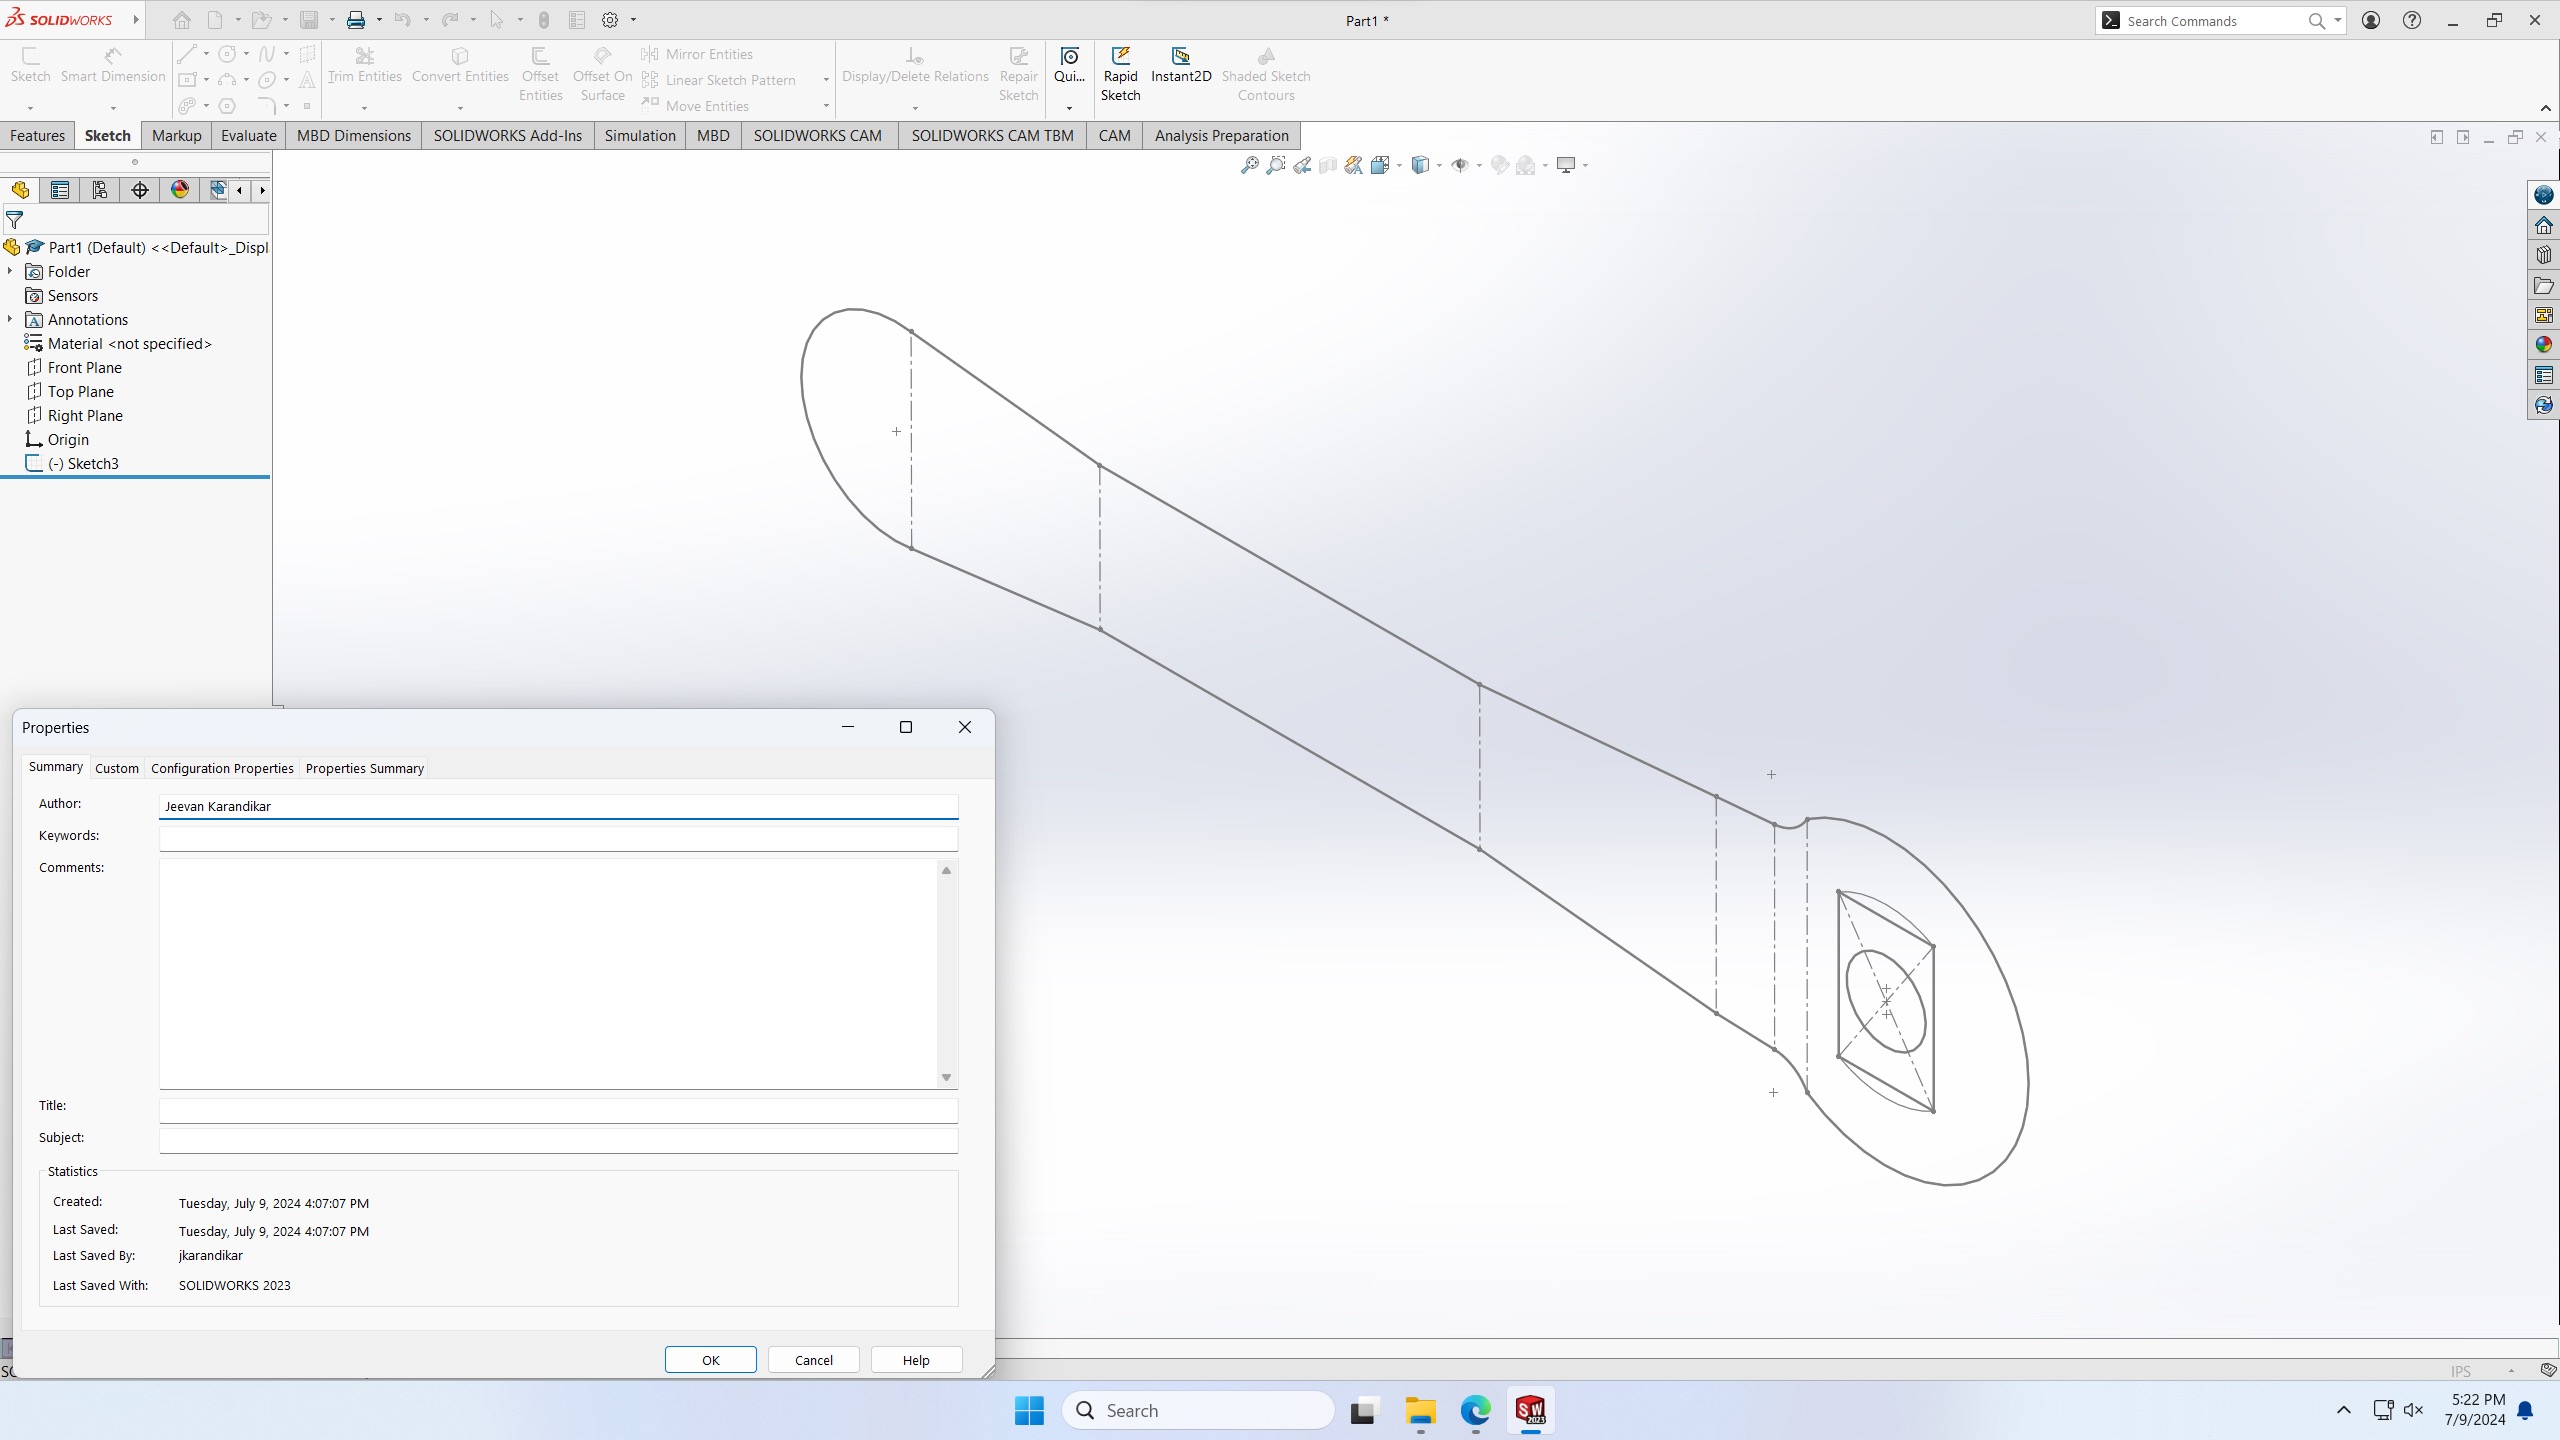 SOLIDWORKS
Part1 *
Search Commands
Sketch
Smart Dimension
Trim Entities
Convert Entities
Offset
Entities
Offset On
Surface
Mirror Entities
Linear Sketch Pattern
Move Entities
Display/Delete Relations
Repair
Sketch
Qui...
Rapid
Sketch
Instant2D
Shaded Sketch
Contours
Features
Sketch
Markup
Evaluate
MBD Dimensions
SOLIDWORKS Add-Ins
Simulation
MBD
SOLIDWORKS CAM
SOLIDWORKS CAM TBM
CAM
Analysis Preparation
Part1 (Default) <<Default>_Displ
Folder
Sensors
Annotations
Material <not specified>
Front Plane
Top Plane
Right Plane
Origin
(-) Sketch3
Properties
Summary
Custom
Configuration Properties
Properties Summary
Author:
Jeevan Karandikar
Keywords:
Comments:
Title:
Subject:
Statistics
Created:
Tuesday, July 9, 2024 4:07:07 PM
Last Saved:
Tuesday, July 9, 2024 4:07:07 PM
Last Saved By:
jkarandikar
Last Saved With:
SOLIDWORKS 2023
OK
Cancel
Help
IPS
Search
SW
2023
5:22 PM
7/9/2024